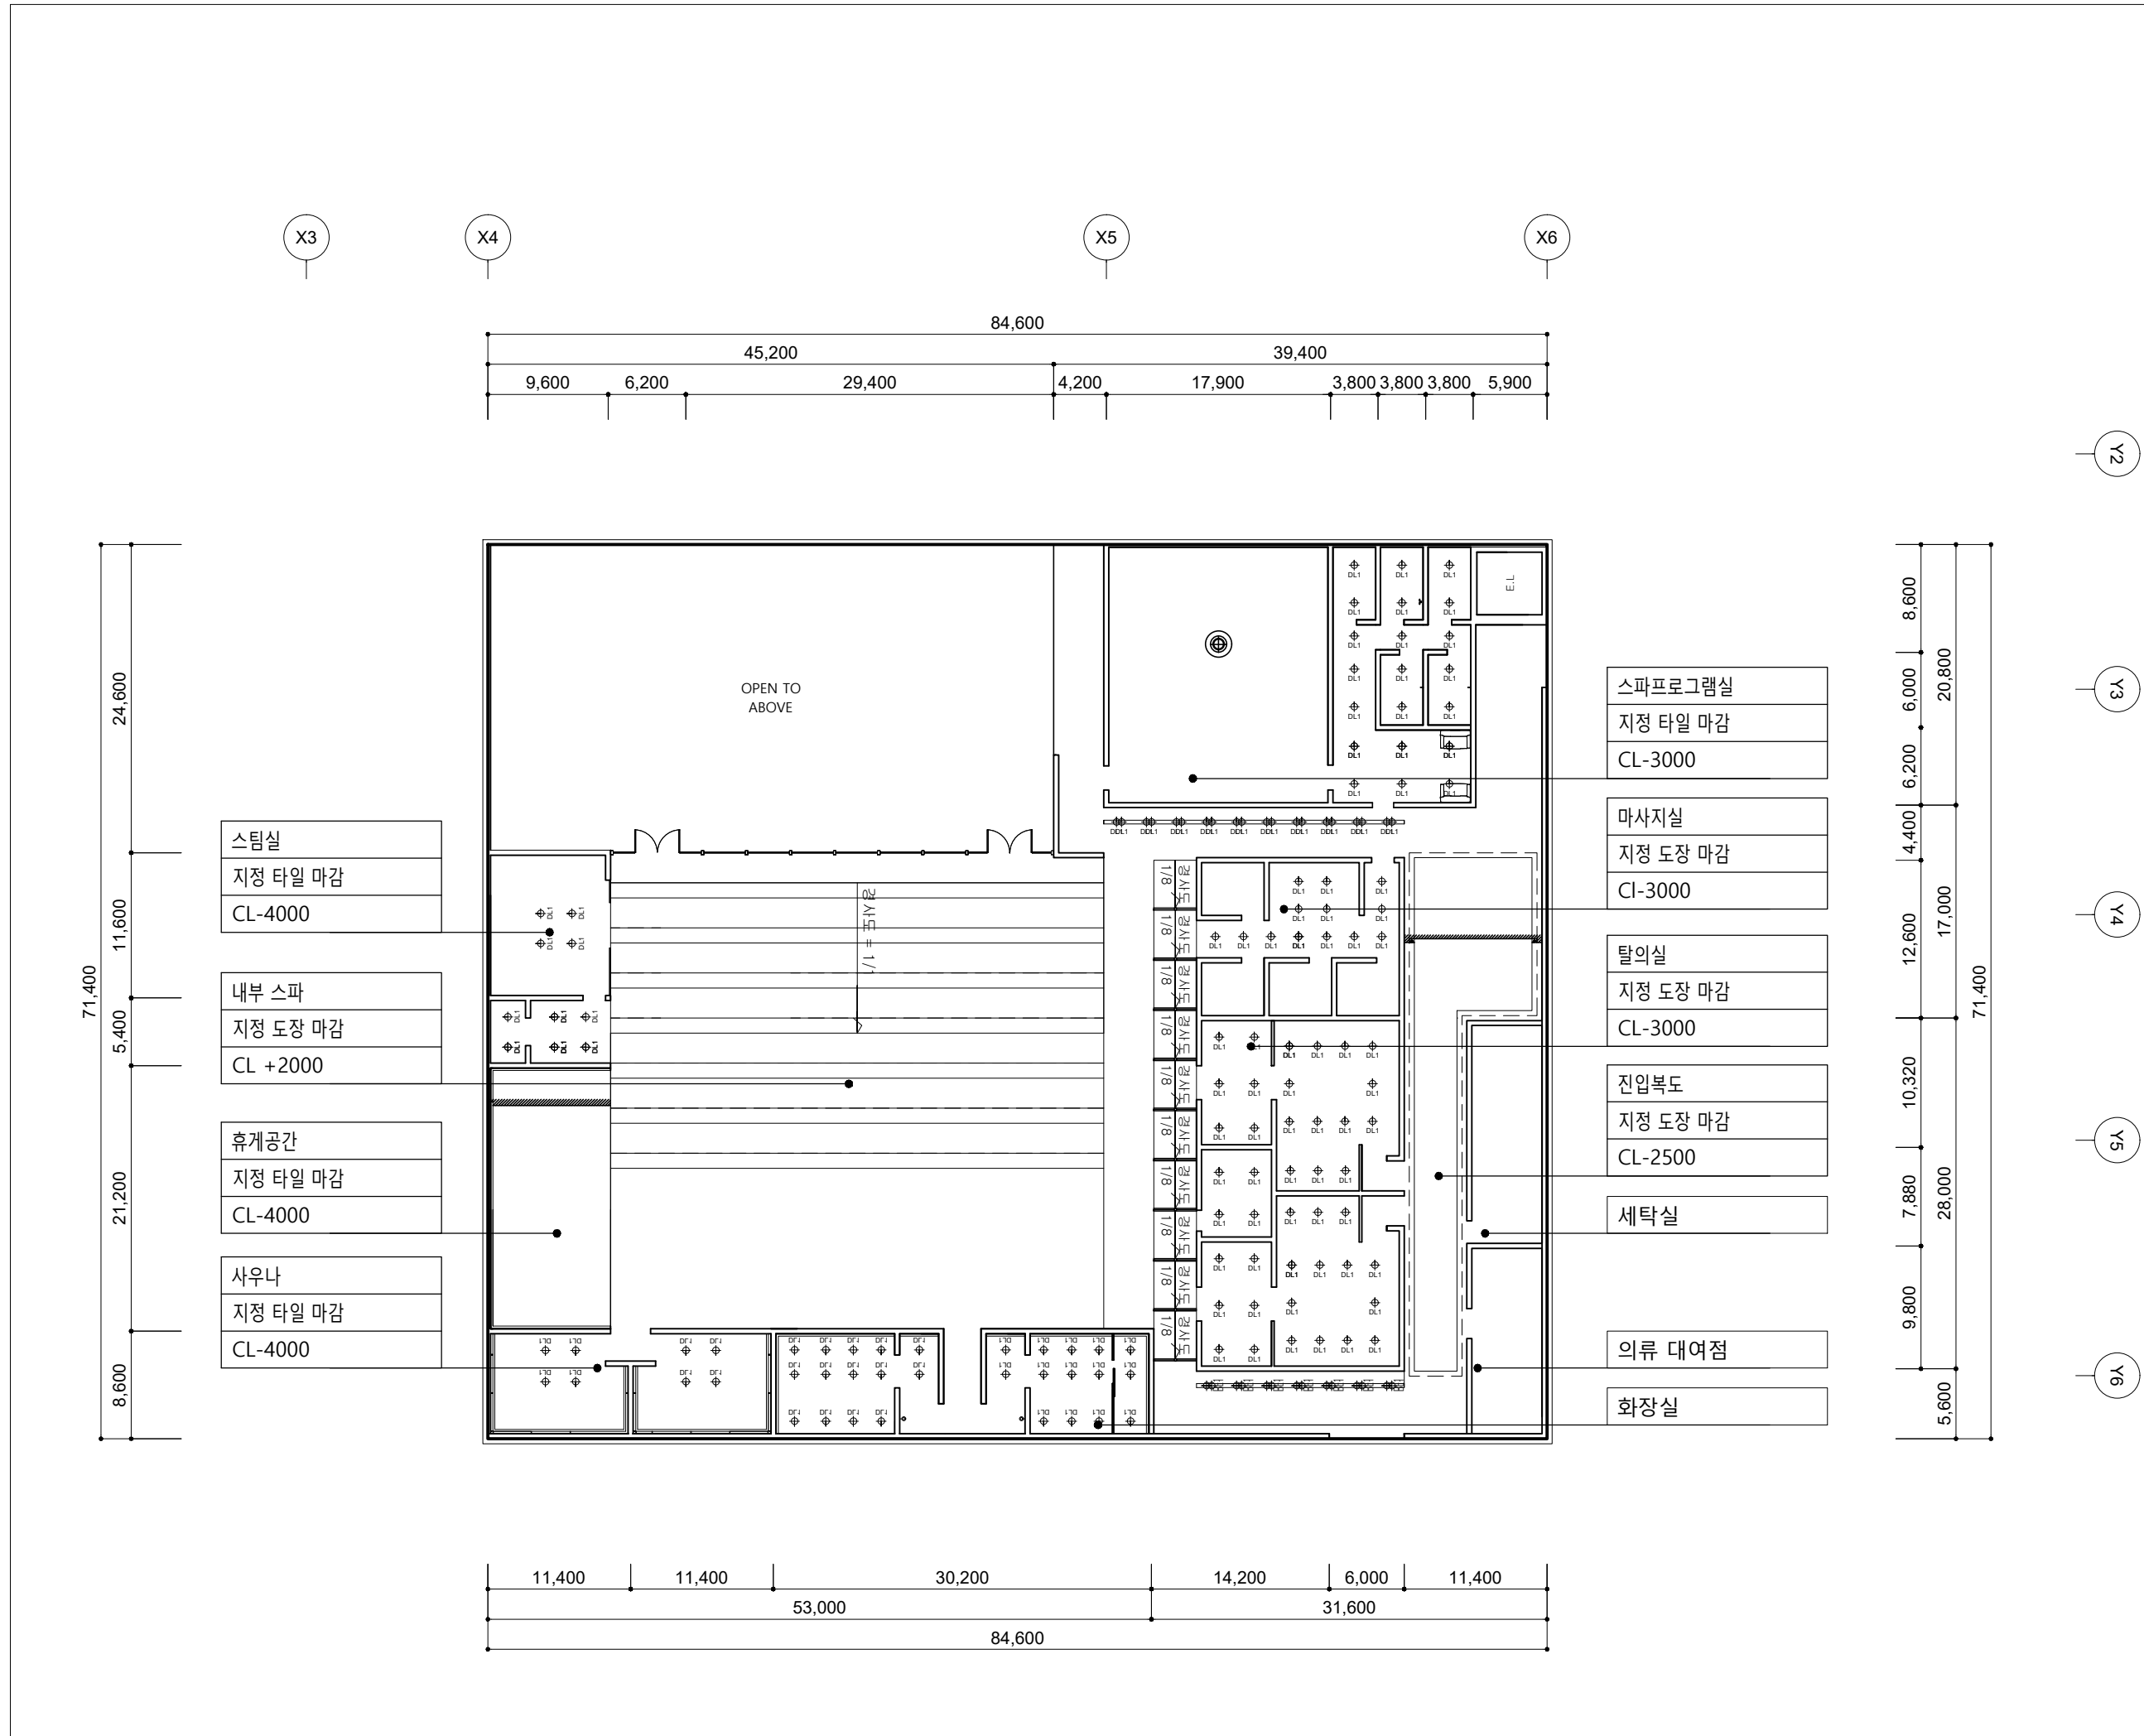 X3
X4
X5
X6
84,600
45,200
39,400
9,600
6,200
29,400
4,200
17,900
3,800
3,800
3,800
5,900
Y2
Y3
Y4
Y5
Y6
71,400
24,600
11,600
5,400
21,200
8,600
8,600
6,000
6,200
4,400
12,600
10,320
7,880
9,800
20,800
17,000
28,000
5,600
71,400
OPEN TO
ABOVE
E.L
스팀실
지정 타일 마감
CL-4000
내부 스파
지정 도장 마감
CL +2000
휴게공간
지정 타일 마감
CL-4000
사우나
지정 타일 마감
CL-4000
스파프로그램실
지정 타일 마감
CL-3000
마사지실
지정 도장 마감
Cl-3000
탈의실
지정 도장 마감
CL-3000
진입복도
지정 도장 마감
CL-2500
세탁실
의류 대여점
화장실
DL1
경사도 1/8
11,400
11,400
30,200
14,200
6,000
11,400
53,000
31,600
84,600